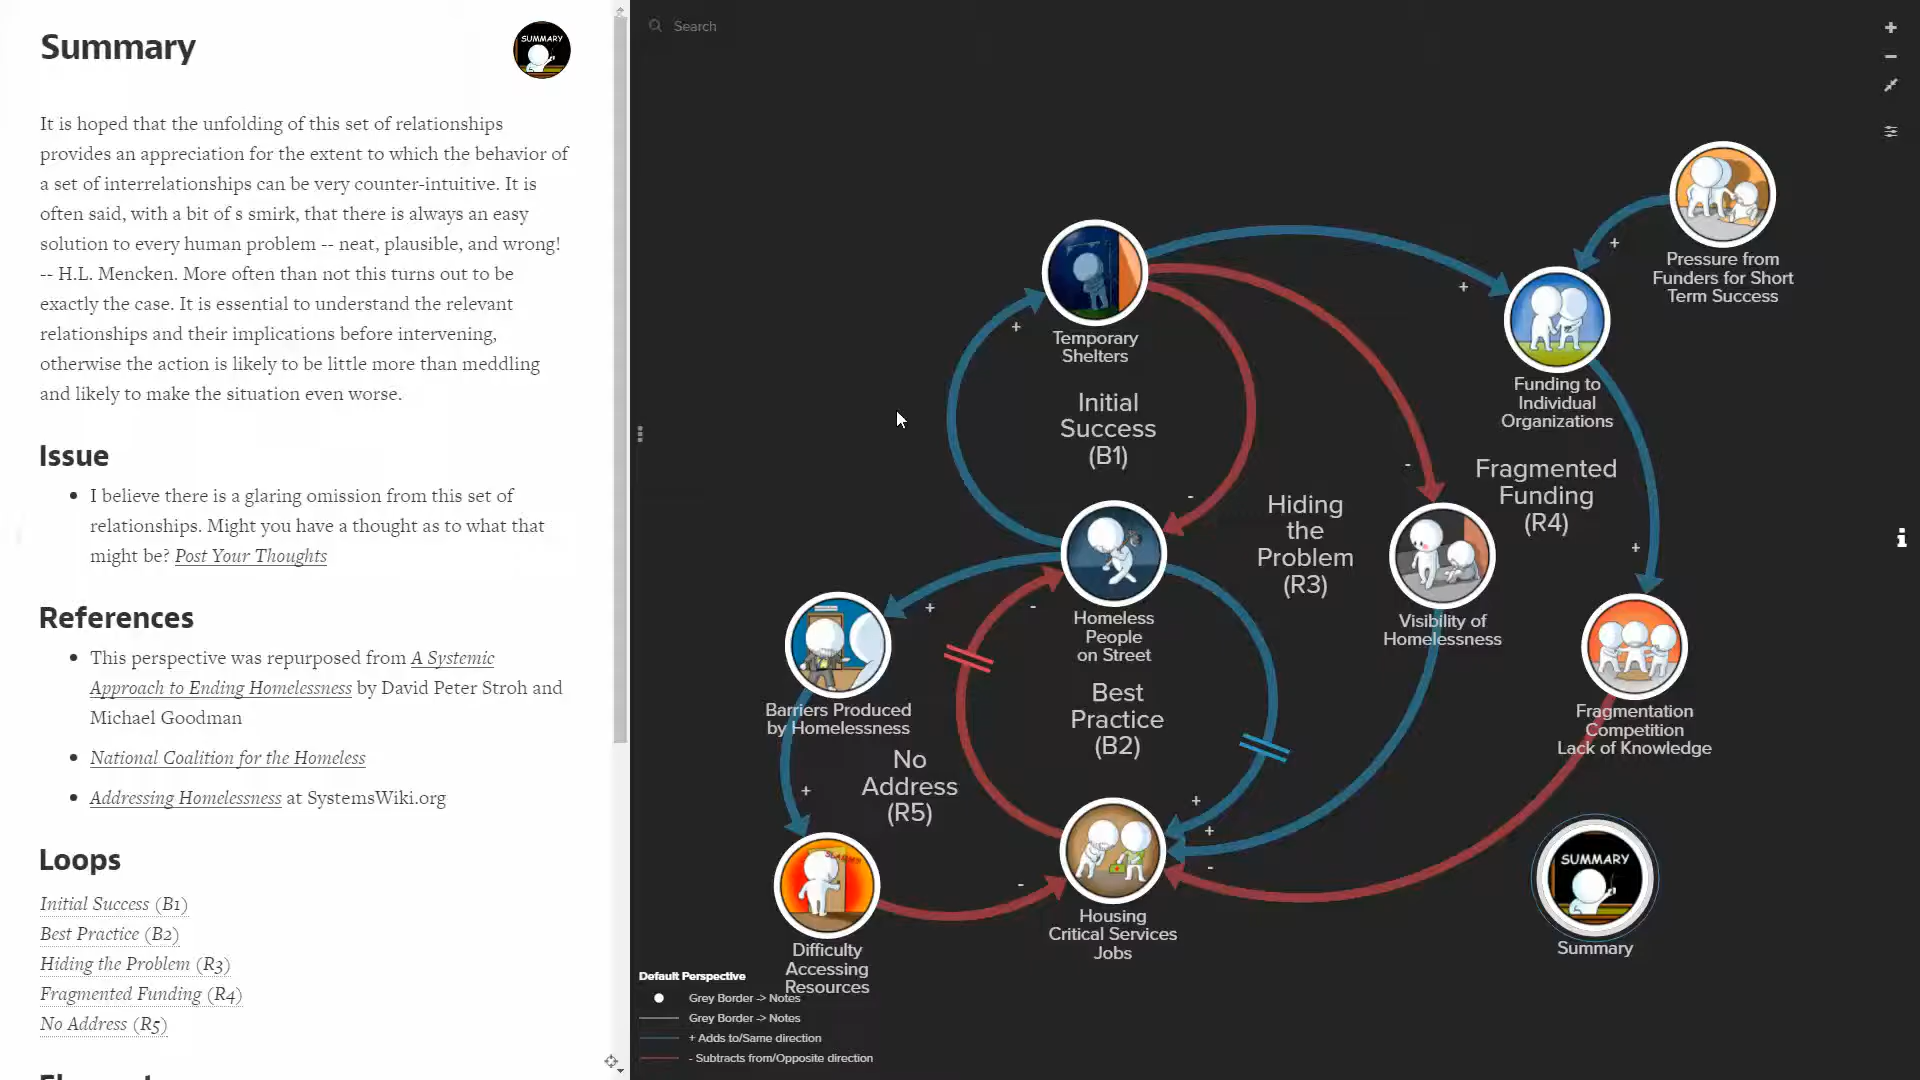 Summary
SUMMARY
It is hoped that the unfolding of this set of relationships
provides an appreciation for the extent to which the behavior of
a set of interrelationships can be very counter-intuitive. It is
often said, with a bit of s smirk, that there is always an easy
solution to every human problem -- neat, plausible, and wrong!
-- H.L. Mencken. More often than not this turns out to be
exactly the case. It is essential to understand the relevant
relationships and their implications before intervening,
otherwise the action is likely to be little more than meddling
and likely to make the situation even worse.
Issue
• I believe there is a glaring omission from this set of
relationships. Might you have a thought as to what that
might be? Post Your Thoughts
References
• This perspective was repurposed from A Systemic
Approach to Ending Homelessness by David Peter Stroh and
Michael Goodman
• National Coalition for the Homeless
• Addressing Homelessness at SystemsWiki.org
Loops
Initial Success (B1)
Best Practice (B2)
Hiding the Problem (R3)
Fragmented Funding (R4)
No Address (R5)
Search
Pressure from
Funders for Short
Term Success
+
Temporary
Shelters
+
+
Funding to
Individual
Organizations
Initial
Success
(B1)
-
-
Fragmented
Funding
(R4)
+
Hiding
the
Problem
(R3)
Homeless
People
on Street
-
+
Visibility of
Homelessness
Barriers Produced
by Homelessness
Best
Practice
(B2)
Fragmentation
Competition
Lack of Knowledge
No
Address
(R5)
+
+
+
-
-
Housing
Critical Services
Jobs
Difficulty
Accessing
Resources
SUMMARY
Summary
Default Perspective
Grey Border -> Notes
Grey Border -> Notes
+ Adds to/Same direction
- Subtracts from/Opposite direction